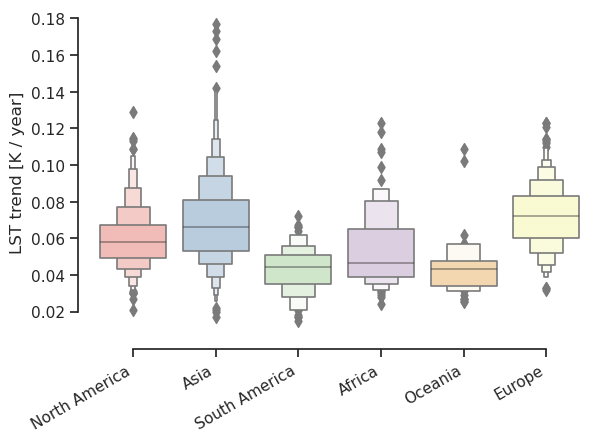 0.18
0.16
0.14
0.12
0.10
0.08
0.06
0.04
0.02
LST trend [K / year]
North America
Asia
South America
Africa
Oceania
Europe